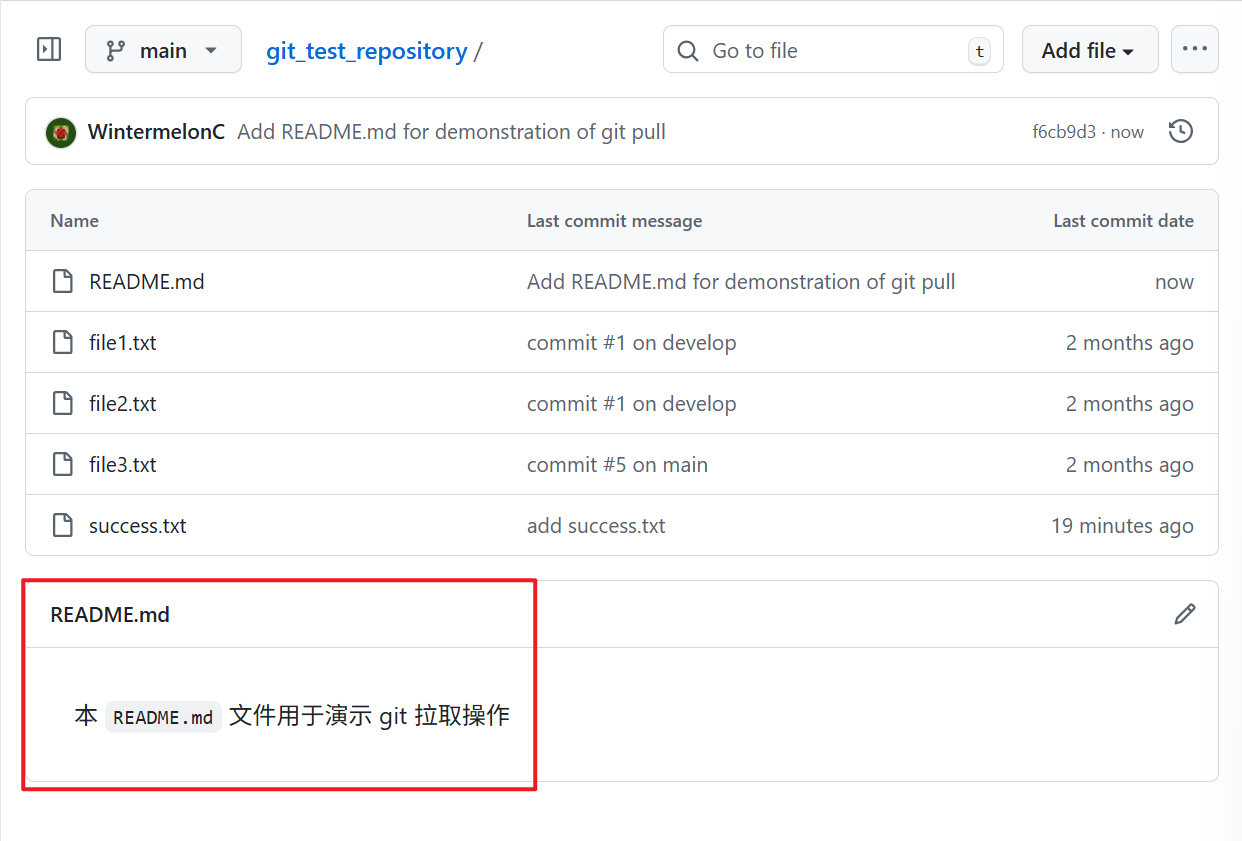 main git_test_repository / Go to file t Add file
WintermelonC Add README.md for demonstration of git pull f6cb9d3 · now
Name Last commit message Last commit date
README.md Add README.md for demonstration of git pull now
file1.txt commit #1 on develop 2 months ago
file2.txt commit #1 on develop 2 months ago
file3.txt commit #5 on main 2 months ago
success.txt add success.txt 19 minutes ago
README.md
本 README.md 文件用于演示 git 拉取操作